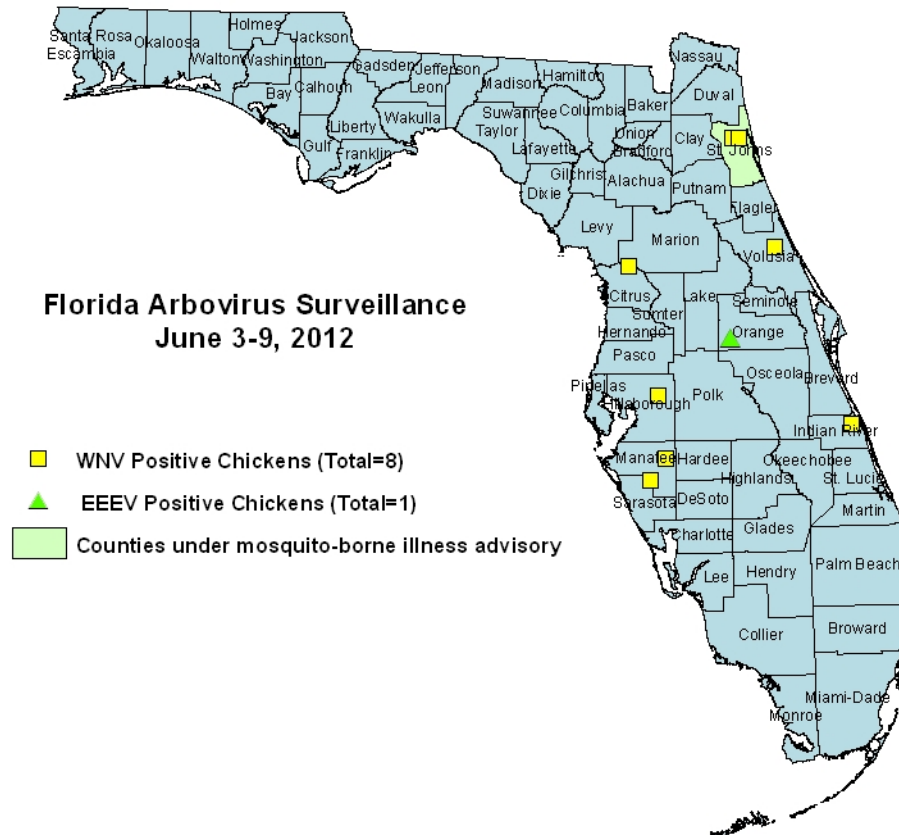 Holmes
Jackson
Santa Rosa
Escambia
Okaloosa
Walton
Washington
Bay
Calhoun
Gulf
Liberty
Franklin
Gadsden
Leon
Wakulla
Jefferson
Madison
Taylor
Hamilton
Suwannee
Lafayette
Columbia
Dixie
Gilchrist
Baker
Union
Bradford
Alachua
Nassau
Duval
Clay
St. Johns
Putnam
Flagler
Levy
Marion
Volusia
Citrus
Sumter
Lake
Seminole
Hernando
Orange
Pasco
Osceola
Brevard
Pinellas
Hillsborough
Polk
Indian River
Manatee
Hardee
Highlands
Okeechobee
St. Lucie
Sarasota
DeSoto
Martin
Charlotte
Glades
Lee
Hendry
Palm Beach
Collier
Broward
Monroe
Miami-Dade
Florida Arbovirus Surveillance
June 3-9, 2012
WNV Positive Chickens (Total=8)
EEEV Positive Chickens (Total=1)
Counties under mosquito-borne illness advisory